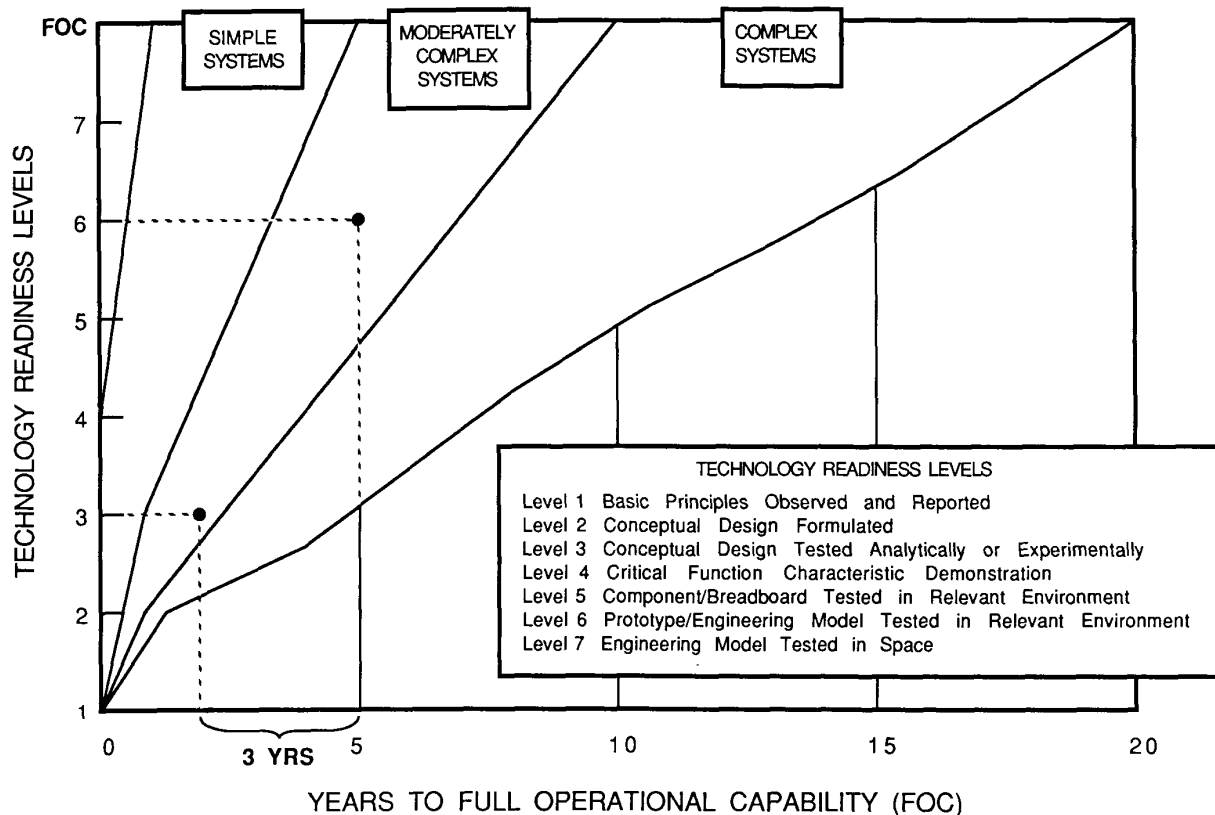 FOC
SIMPLE
SYSTEMS
MODERATELY
COMPLEX
SYSTEMS
COMPLEX
SYSTEMS
TECHNOLOGY READINESS LEVELS
7
6
5
4
3
2
1
TECHNOLOGY READINESS LEVELS
Level 1 Basic Principles Observed and Reported
Level 2 Conceptual Design Formulated
Level 3 Conceptual Design Tested Analytically or Experimentally
Level 4 Critical Function Characteristic Demonstration
Level 5 Component/Breadboard Tested in Relevant Environment
Level 6 Prototype/Engineering Model Tested in Relevant Environment
Level 7 Engineering Model Tested in Space
0
3 YRS
5
10
15
20
YEARS TO FULL OPERATIONAL CAPABILITY (FOC)